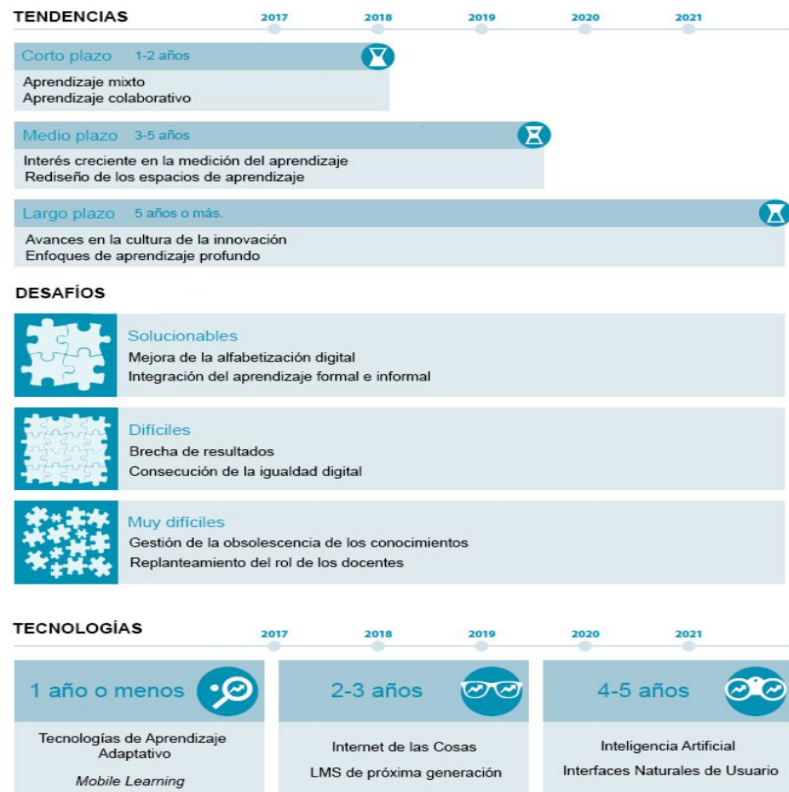 TENDENCIAS
2017 2018 2019 2020 2021
Corto plazo 1-2 años
Aprendizaje mixto
Aprendizaje colaborativo
Medio plazo 3-5 años
Interés creciente en la medición del aprendizaje
Rediseño de los espacios de aprendizaje
Largo plazo 5 años o más.
Avances en la cultura de la innovación
Enfoques de aprendizaje profundo
DESAFÍOS
Solucionables
Mejora de la alfabetización digital
Integración del aprendizaje formal e informal
Difíciles
Brecha de resultados
Consecución de la igualdad digital
Muy difíciles
Gestión de la obsolescencia de los conocimientos
Replanteamiento del rol de los docentes
TECNOLOGÍAS
2017 2018 2019 2020 2021
1 año o menos
Tecnologías de Aprendizaje
Adaptativo
Mobile Learning
2-3 años
Internet de las Cosas
LMS de próxima generación
4-5 años
Inteligencia Artificial
Interfaces Naturales de Usuario